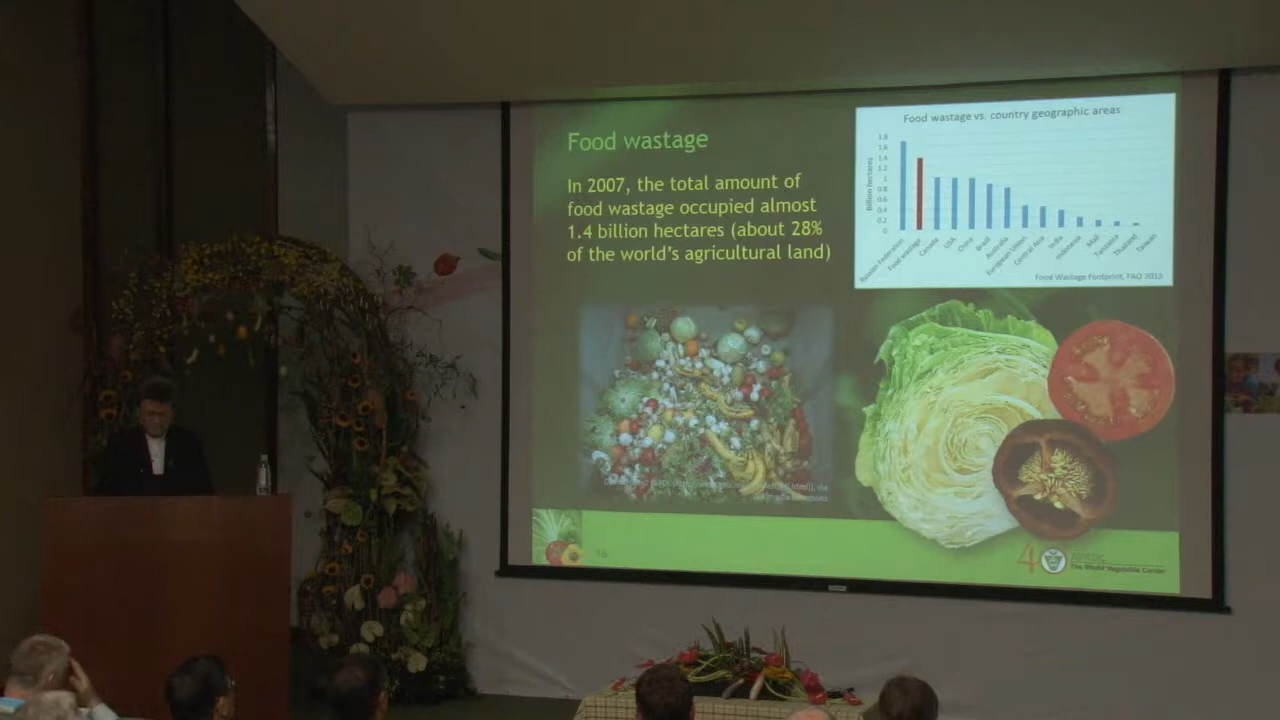 Food wastage
In 2007, the total amount of
food wastage occupied almost
1.4 billion hectares (about 28%
of the world's agricultural land)
Food wastage vs. country geographic areas
Billion hectares
1.8
1.6
1.4
1.2
1
0.8
0.6
0.4
0.2
0
Russian Federation
Food wastage
Canada
USA
China
Brazil
Australia
European Union
Central Asia
India
Indonesia
Mali
Tanzania
Thailand
Taiwan
Food Wastage Footprint, FAO 2013
16
40
AVRDC
The World Vegetable Center